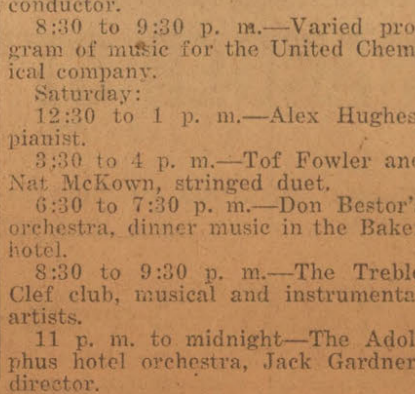 conductor.
8:30 to 9:30 p. m.—Varied pro
gram of music for the United Chem
ical company.
Saturday:
12:30 to 1 p. m.—Alex Hughes
pianist.
3:30 to 4 p. m.—Tof Fowler and
Nat McKown, stringed duet.
6:30 to 7:30 p. m.—Don Bestor'
orchestra, dinner music in the Bake
hotel.
8:30 to 9:30 p. m.—The Treble
Clef club, musical and instrumenta
artists.
11 p. m. to midnight—The Adol
phus hotel orchestra, Jack Gardner
director.